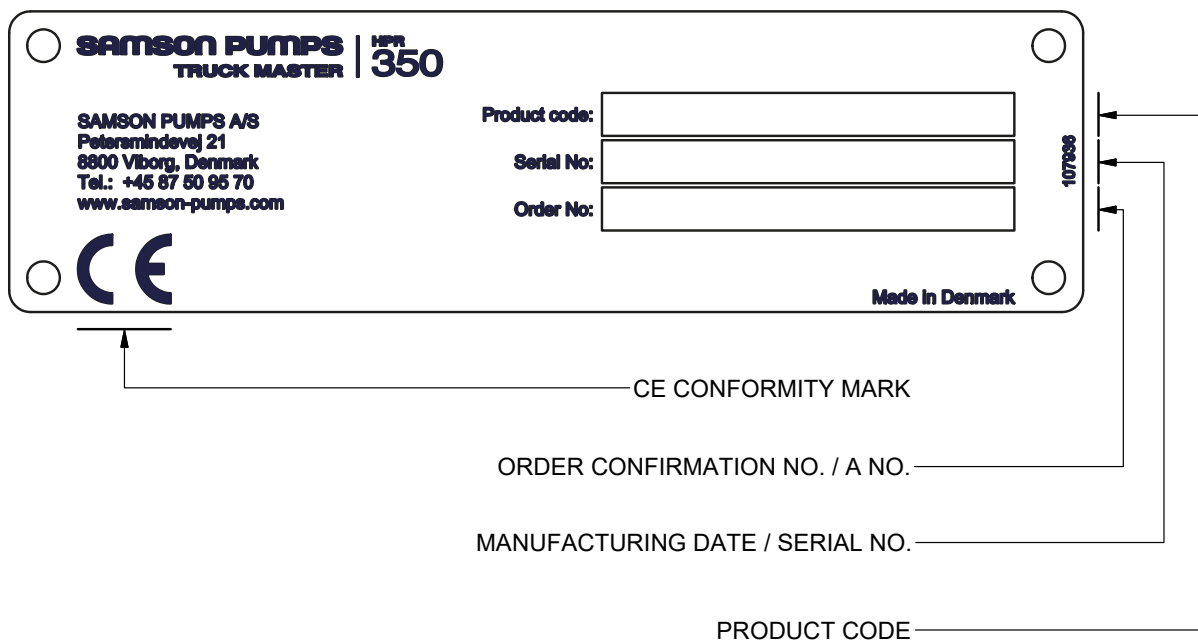 SAMSON PUMPS
TRUCK MASTER
HPR
350
SAMSON PUMPS A/S
Petersmindevej 21
8800 Viborg, Denmark
Tel.: +45 87 50 95 70
www.samson-pumps.com
Product code:
Serial No:
Order No:
107936
CE
Made in Denmark
CE CONFORMITY MARK
ORDER CONFIRMATION NO. / A NO.
MANUFACTURING DATE / SERIAL NO.
PRODUCT CODE